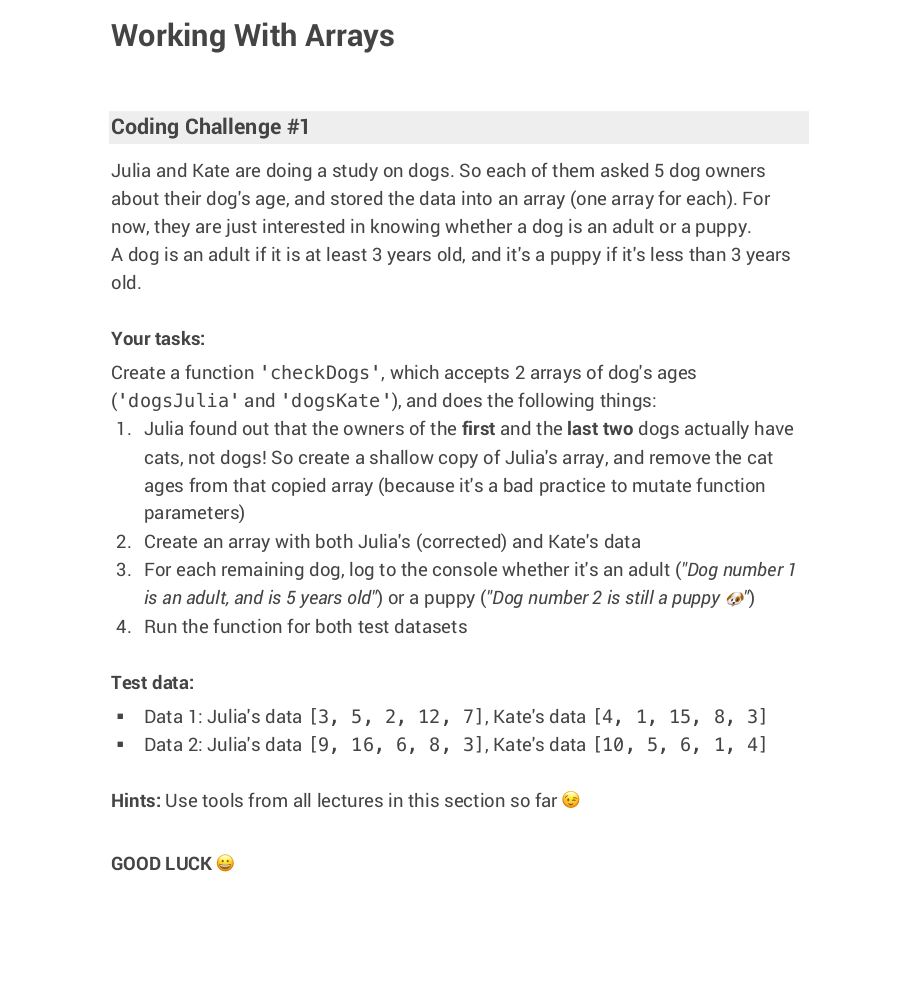 Working With Arrays
Coding Challenge #1
Julia and Kate are doing a study on dogs. So each of them asked 5 dog owners
about their dog's age, and stored the data into an array (one array for each). For
now, they are just interested in knowing whether a dog is an adult or a puppy.
A dog is an adult if it is at least 3 years old, and it's a puppy if it's less than 3 years
old.
Your tasks:
Create a function 'checkDogs', which accepts 2 arrays of dog's ages
('dogsJulia' and 'dogsKate'), and does the following things:
1. Julia found out that the owners of the first and the last two dogs actually have
cats, not dogs! So create a shallow copy of Julia's array, and remove the cat
ages from that copied array (because it's a bad practice to mutate function
parameters)
2. Create an array with both Julia's (corrected) and Kate's data
3. For each remaining dog, log to the console whether it's an adult ("Dog number 1
is an adult, and is 5 years old") or a puppy ("Dog number 2 is still a puppy 🐶")
4. Run the function for both test datasets
Test data:
▪ Data 1: Julia's data [3, 5, 2, 12, 7], Kate's data [4, 1, 15, 8, 3]
▪ Data 2: Julia's data [9, 16, 6, 8, 3], Kate's data [10, 5, 6, 1, 4]
Hints: Use tools from all lectures in this section so far 😉
GOOD LUCK 😀